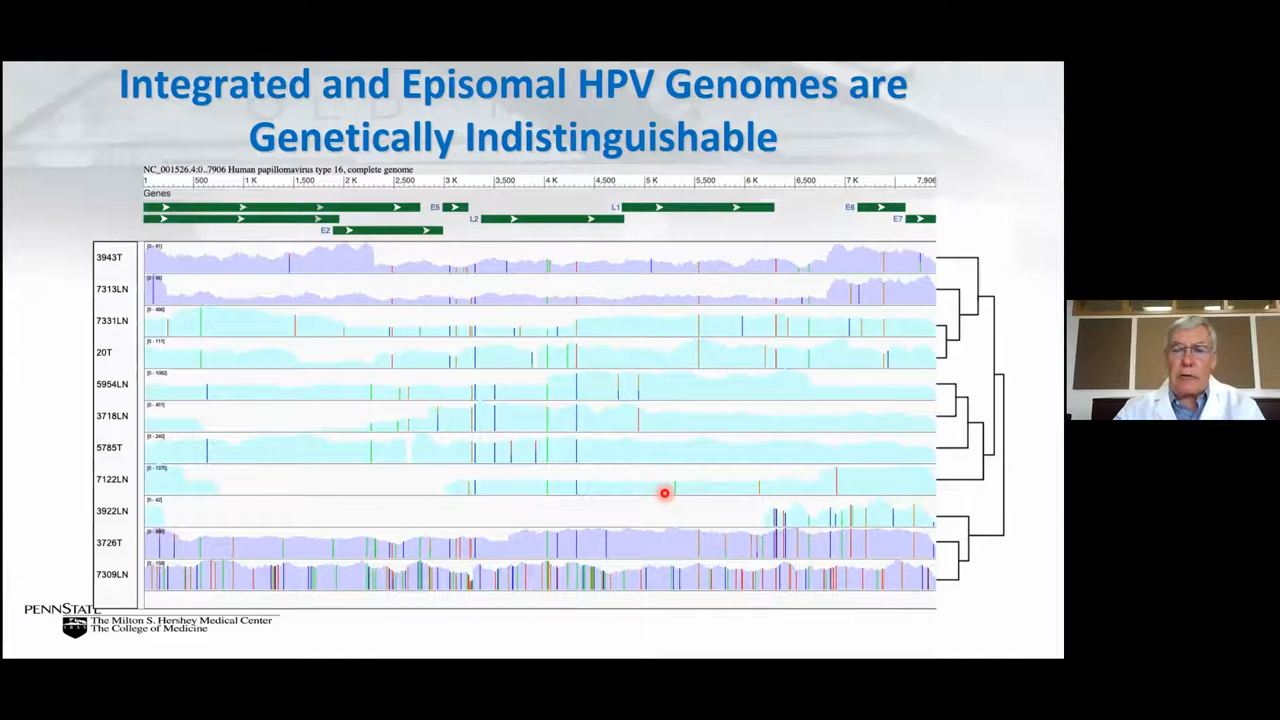 Integrated and Episomal HPV Genomes are
Genetically Indistinguishable
NC_001526.4:0..7906 Human papillomavirus type 16, complete genome
1 500 1 K 1,500 2 K 2,500 3 K 3,500 4 K 4,500 5 K 5,500 6 K 6,500 7 K 7,906
Genes
E5 L1 E6
L2 E7
E2
3943T
7313LN
7331LN
20T
5954LN
3718LN
5785T
7122LN
3922LN
3726T
7309LN
PENNSTATE
The Milton S. Hershey Medical Center
The College of Medicine